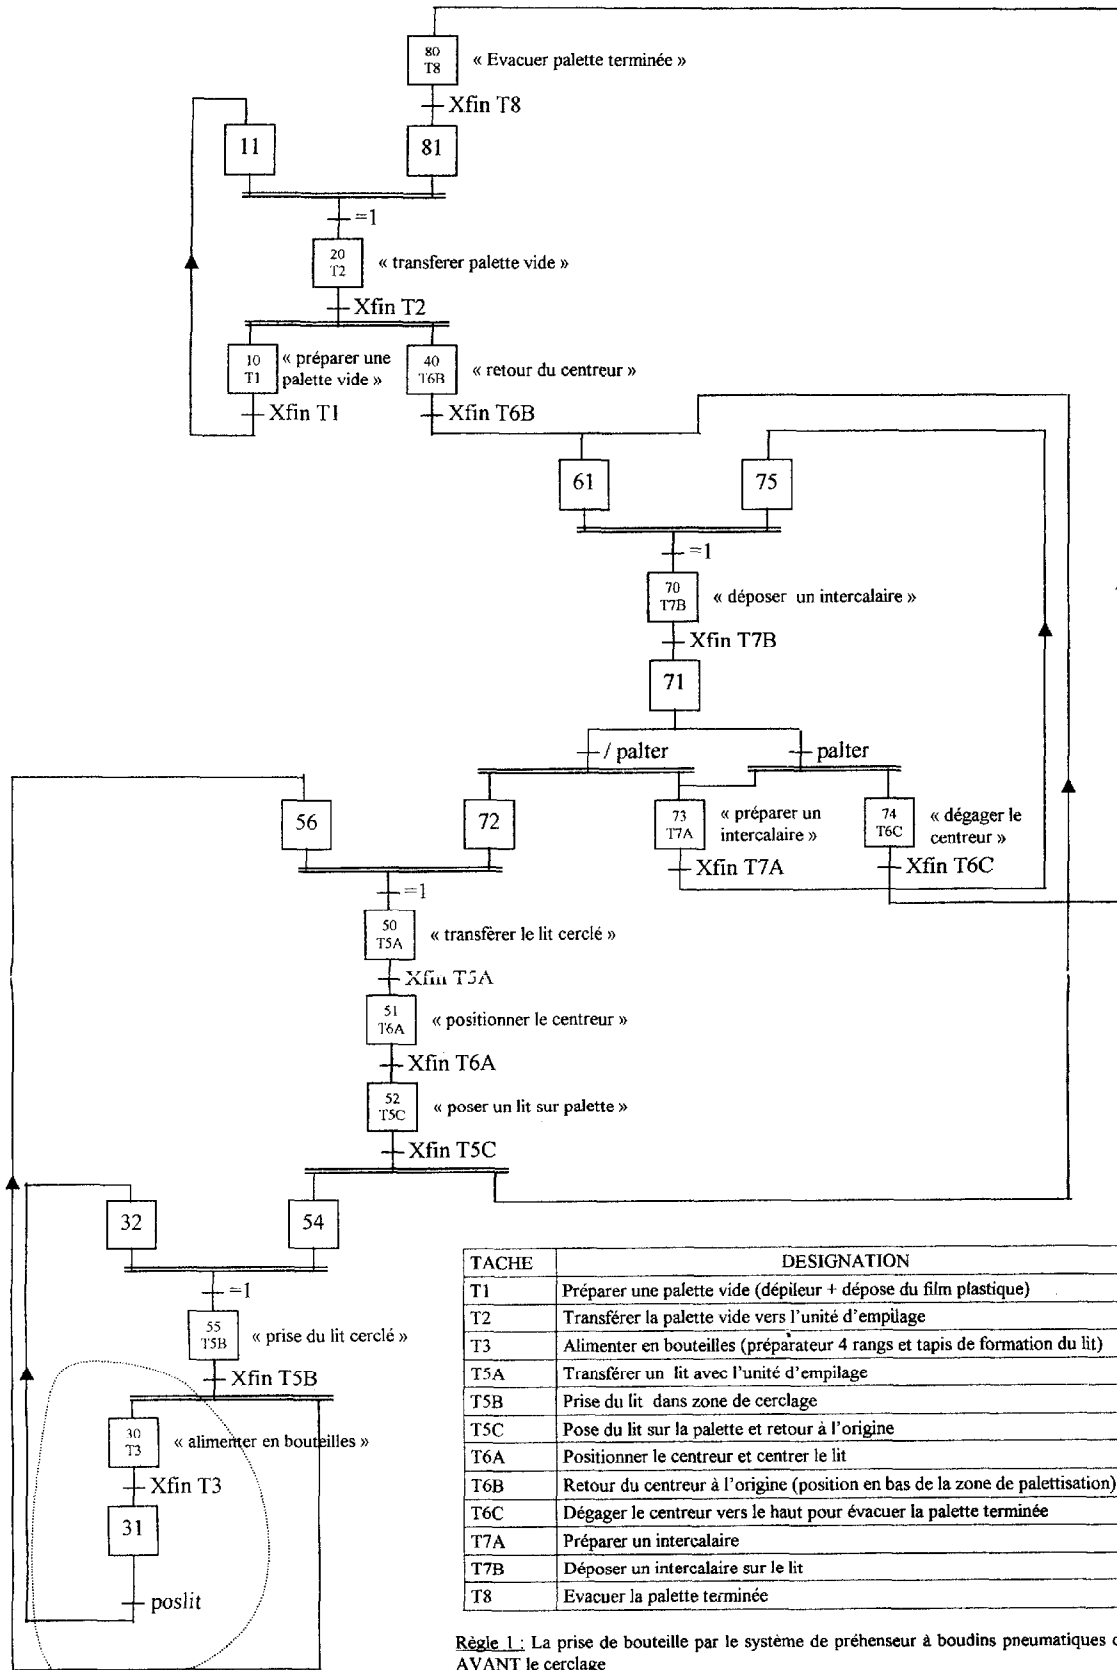 80
T8
« Evacuer palette terminée »
Xfin T8
11
81
=1
20
T2
« transferer palette vide »
Xfin T2
10
T1
« préparer une
palette vide »
40
T6B
« retour du centreur »
Xfin T1
Xfin T6B
61
75
=1
70
T7B
« déposer un intercalaire »
Xfin T7B
71
/ palter
palter
56
72
73
T7A
« préparer un
intercalaire »
74
T6C
« dégager le
centreur »
Xfin T7A
Xfin T6C
=1
50
T5A
« transfèrer le lit cerclé »
Xfin T5A
51
T6A
« positionner le centreur »
Xfin T6A
52
T5C
« poser un lit sur palette »
Xfin T5C
32
54
=1
55
T5B
« prise du lit cerclé »
Xfin T5B
30
T3
« alimenter en bouteilles »
Xfin T3
31
poslit
TACHE DESIGNATION
T1 Préparer une palette vide (dépileur + dépose du film plastique)
T2 Transférer la palette vide vers l'unité d'empilage
T3 Alimenter en bouteilles (préparateur 4 rangs et tapis de formation du lit)
T5A Transférer un lit avec l'unité d'empilage
T5B Prise du lit dans zone de cerclage
T5C Pose du lit sur la palette et retour à l'origine
T6A Positionner le centreur et centrer le lit
T6B Retour du centreur à l'origine (position en bas de la zone de palettisation)
T6C Dégager le centreur vers le haut pour évacuer la palette terminée
T7A Préparer un intercalaire
T7B Déposer un intercalaire sur le lit
T8 Evacuer la palette terminée
Règle 1 : La prise de bouteille par le système de préhenseur à boudins pneumatiques
AVANT le cerclage